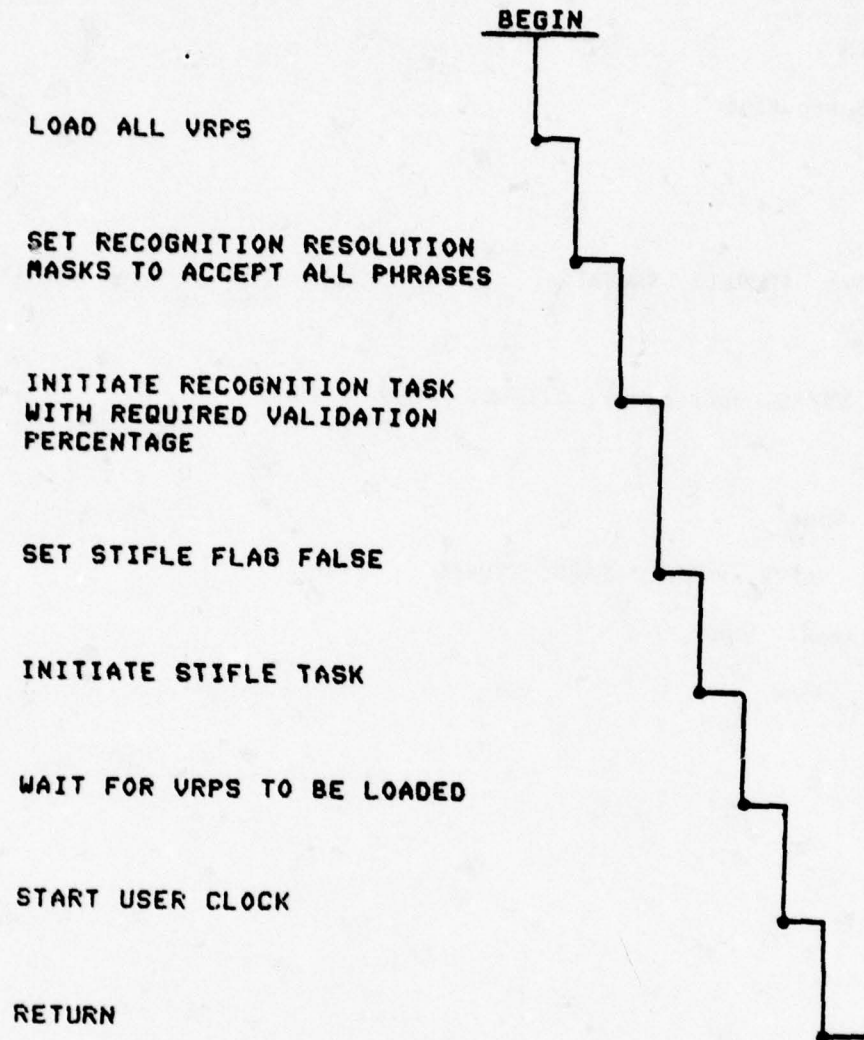 BEGIN
LOAD ALL VRPS
SET RECOGNITION RESOLUTION
MASKS TO ACCEPT ALL PHRASES
INITIATE RECOGNITION TASK
WITH REQUIRED VALIDATION
PERCENTAGE
SET STIFLE FLAG FALSE
INITIATE STIFLE TASK
WAIT FOR VRPS TO BE LOADED
START USER CLOCK
RETURN